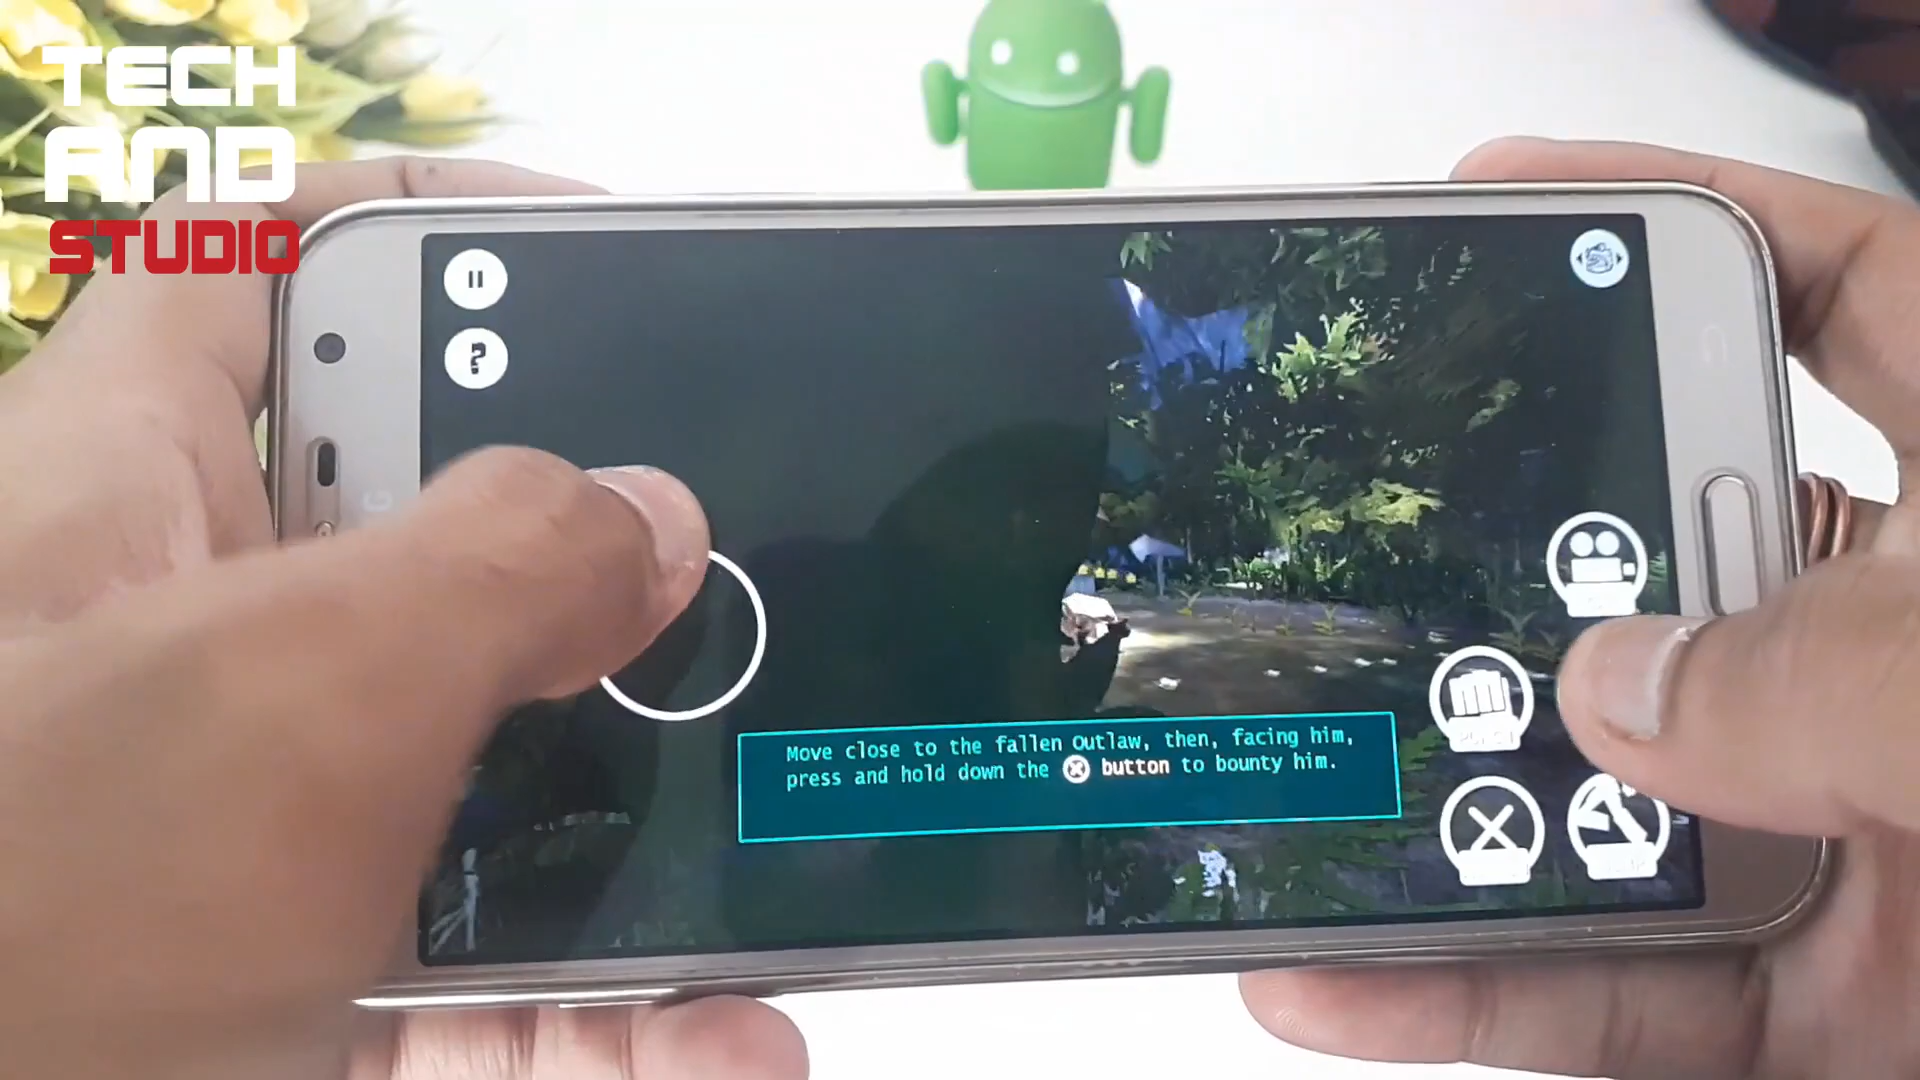 TECH
AND
STUDIO
Move close to the fallen Outlaw, then, facing him,
press and hold down the ⓧ button to bounty him.